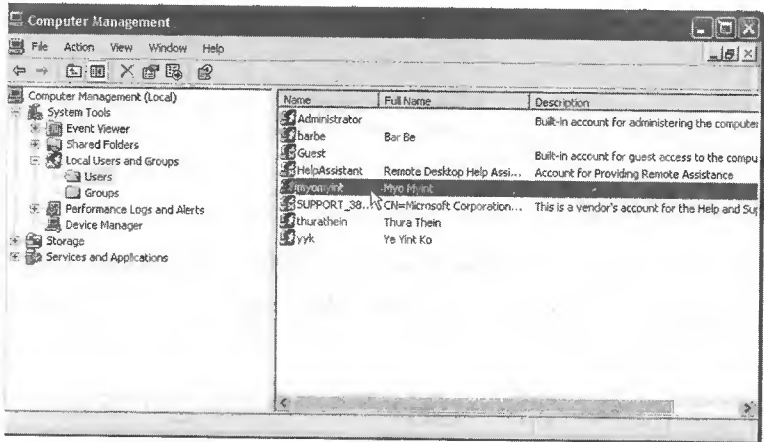 Computer Management
File Action View Window Help
Computer Management (Local)
System Tools
Event Viewer
Shared Folders
Local Users and Groups
Users
Groups
Performance Logs and Alerts
Device Manager
Storage
Services and Applications
Name Full Name Description
Administrator Built-in account for administering the computer
barbe Bar Be
Guest Built-in account for guest access to the compu
HelpAssistant Remote Desktop Help Assi... Account for Providing Remote Assistance
myomyint Myo Myint
SUPPORT_38... CN=Microsoft Corporation... This is a vendor's account for the Help and Sup
thurathein Thura Thein
yyk Ye Yint Ko